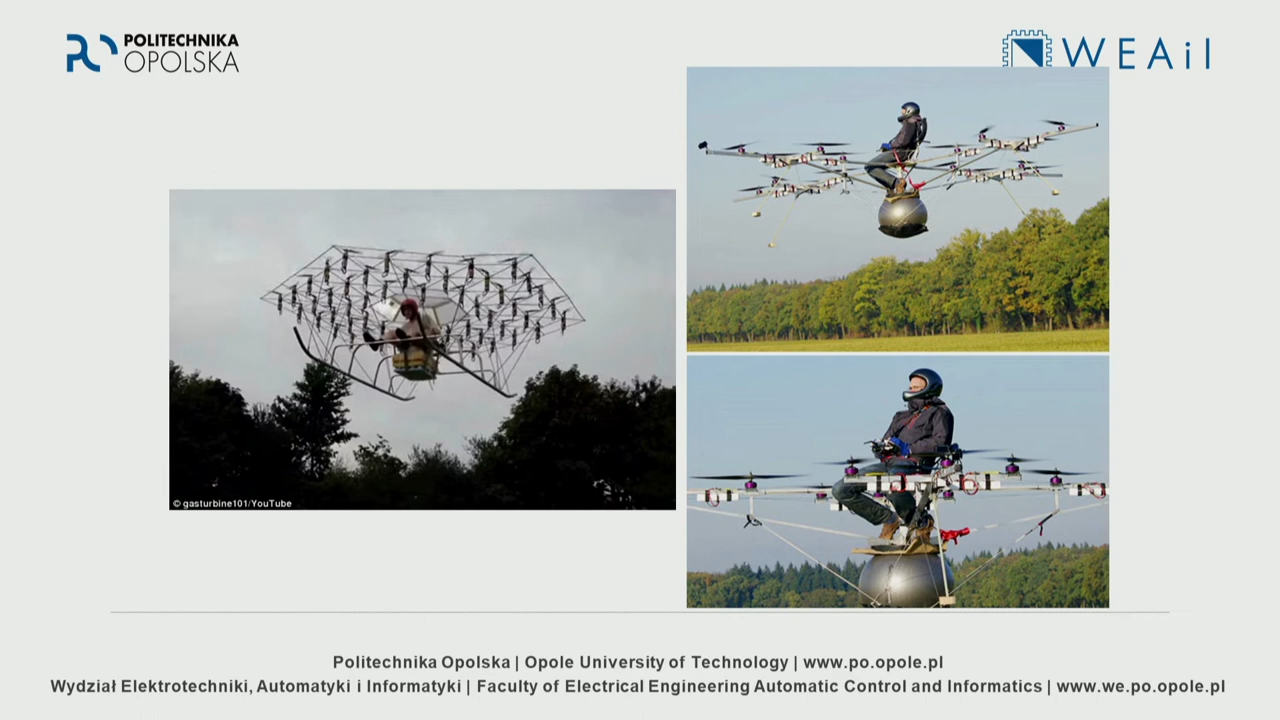 POLITECHNIKA
OPOLSKA
WEAiI
© gasturbine101/YouTube
Politechnika Opolska | Opole University of Technology | www.po.opole.pl
Wydział Elektrotechniki, Automatyki i Informatyki | Faculty of Electrical Engineering Automatic Control and Informatics | www.we.po.opole.pl